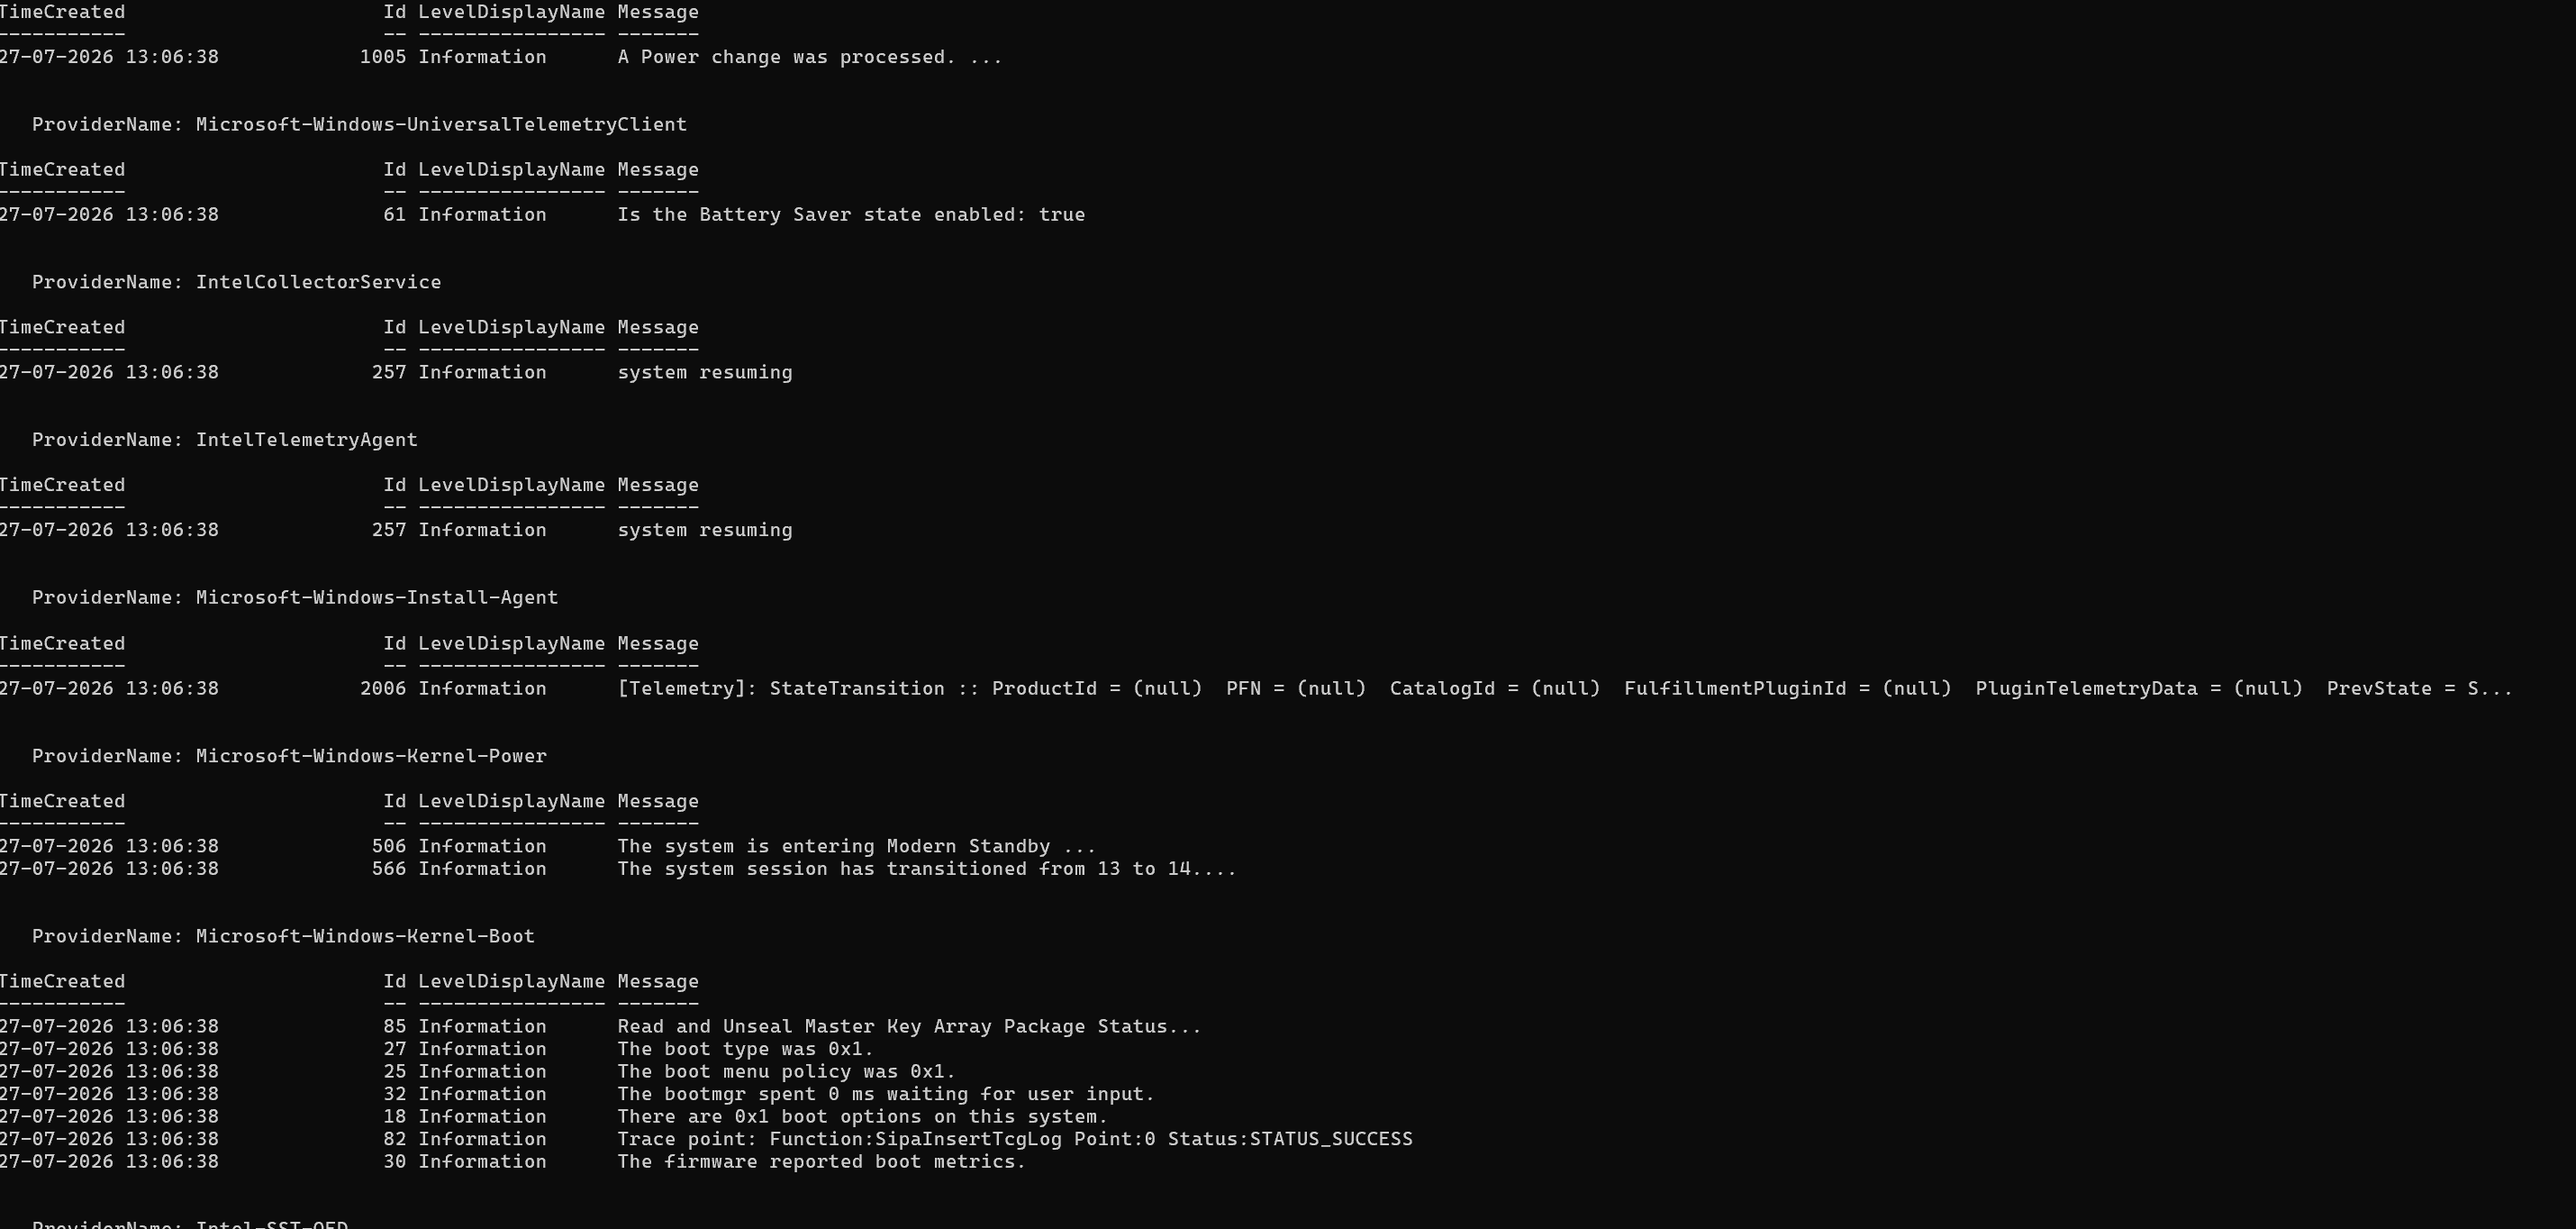 TimeCreated Id LevelDisplayName Message
----------- -- ---------------- -------
27-07-2026 13:06:38 1005 Information A Power change was processed. ...
ProviderName: Microsoft-Windows-UniversalTelemetryClient
TimeCreated Id LevelDisplayName Message
----------- -- ---------------- -------
27-07-2026 13:06:38 61 Information Is the Battery Saver state enabled: true
ProviderName: IntelCollectorService
TimeCreated Id LevelDisplayName Message
----------- -- ---------------- -------
27-07-2026 13:06:38 257 Information system resuming
ProviderName: IntelTelemetryAgent
TimeCreated Id LevelDisplayName Message
----------- -- ---------------- -------
27-07-2026 13:06:38 257 Information system resuming
ProviderName: Microsoft-Windows-Install-Agent
TimeCreated Id LevelDisplayName Message
----------- -- ---------------- -------
27-07-2026 13:06:38 2006 Information [Telemetry]: StateTransition :: ProductId = (null) PFN = (null) CatalogId = (null) FulfillmentPluginId = (null) PluginTelemetryData = (null) PrevState = S...
ProviderName: Microsoft-Windows-Kernel-Power
TimeCreated Id LevelDisplayName Message
----------- -- ---------------- -------
27-07-2026 13:06:38 506 Information The system is entering Modern Standby ...
27-07-2026 13:06:38 566 Information The system session has transitioned from 13 to 14....
ProviderName: Microsoft-Windows-Kernel-Boot
TimeCreated Id LevelDisplayName Message
----------- -- ---------------- -------
27-07-2026 13:06:38 85 Information Read and Unseal Master Key Array Package Status...
27-07-2026 13:06:38 27 Information The boot type was 0x1.
27-07-2026 13:06:38 25 Information The boot menu policy was 0x1.
27-07-2026 13:06:38 32 Information The bootmgr spent 0 ms waiting for user input.
27-07-2026 13:06:38 18 Information There are 0x1 boot options on this system.
27-07-2026 13:06:38 82 Information Trace point: Function:SipaInsertTcgLog Point:0 Status:STATUS_SUCCESS
27-07-2026 13:06:38 30 Information The firmware reported boot metrics.
ProviderName: